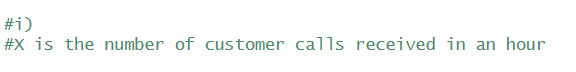 #i)
#X is the number of customer calls received in an hour